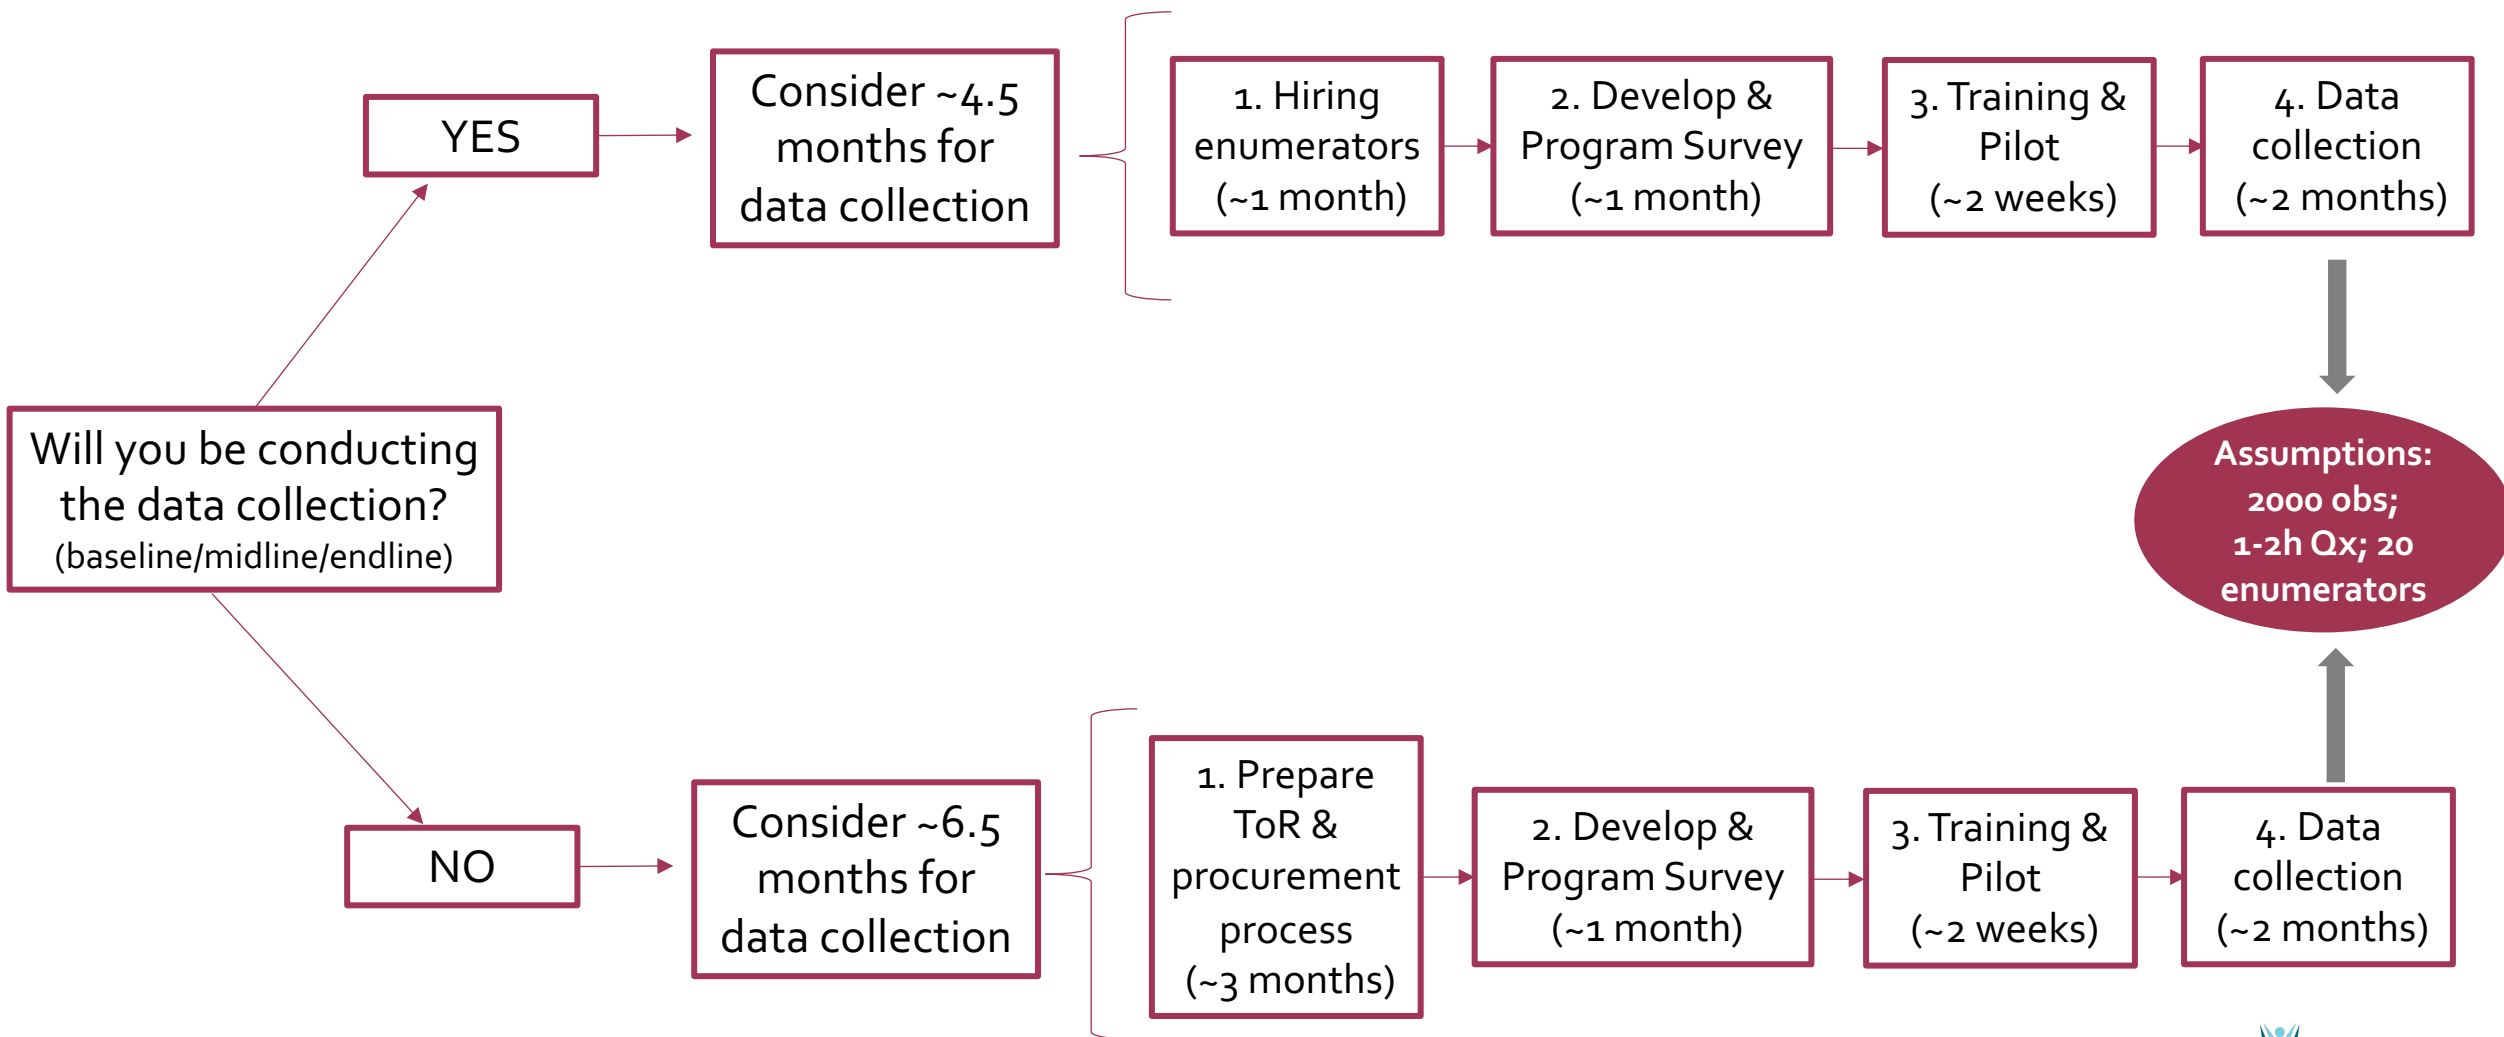 YES
Consider ~4.5
months for
data collection
1. Hiring
enumerators
(~1 month)
2. Develop &
Program Survey
(~1 month)
3. Training &
Pilot
(~2 weeks)
4. Data
collection
(~2 months)
Will you be conducting
the data collection?
(baseline/midline/endline)
Assumptions:
2000 obs;
1-2h Qx; 20
enumerators
NO
Consider ~6.5
months for
data collection
1. Prepare
ToR &
procurement
process
(~3 months)
2. Develop &
Program Survey
(~1 month)
3. Training &
Pilot
(~2 weeks)
4. Data
collection
(~2 months)